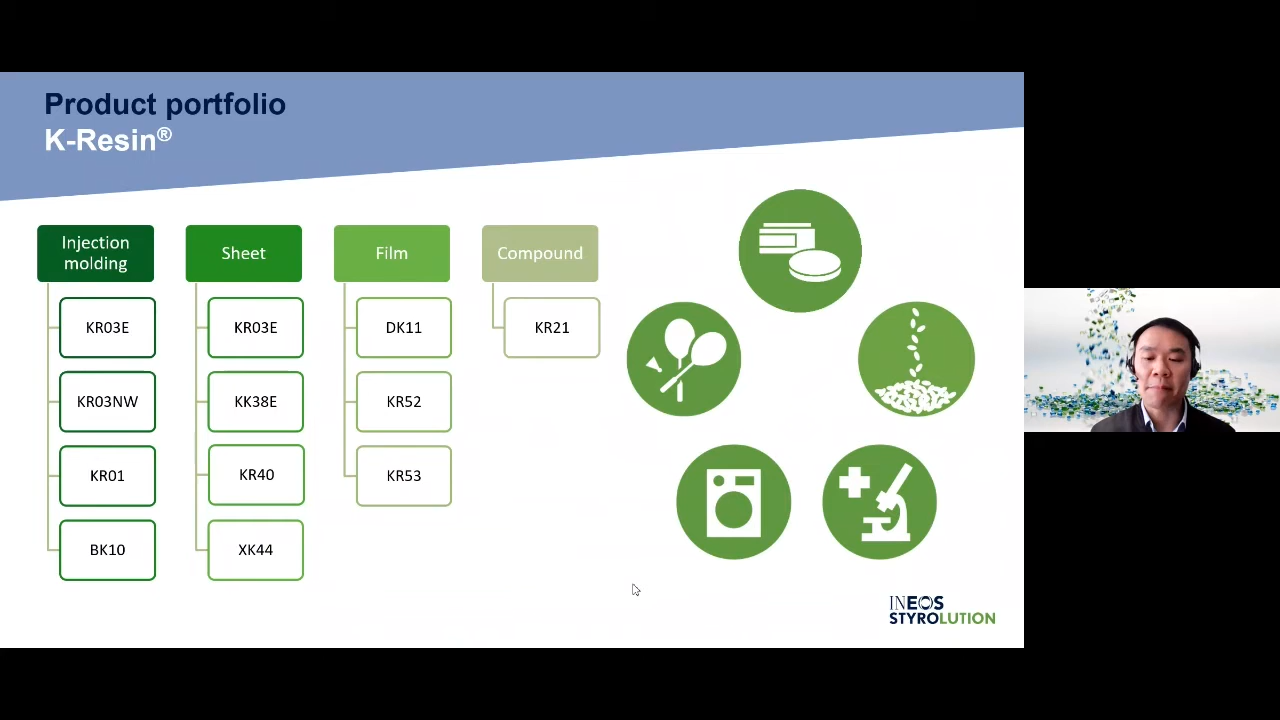 Product portfolio
K-Resin®
Injection
molding
Sheet
Film
Compound
KR03E
KR03E
DK11
KR21
KR03NW
KK38E
KR52
KR01
KR40
KR53
BK10
XK44
INEOS
STYROLUTION